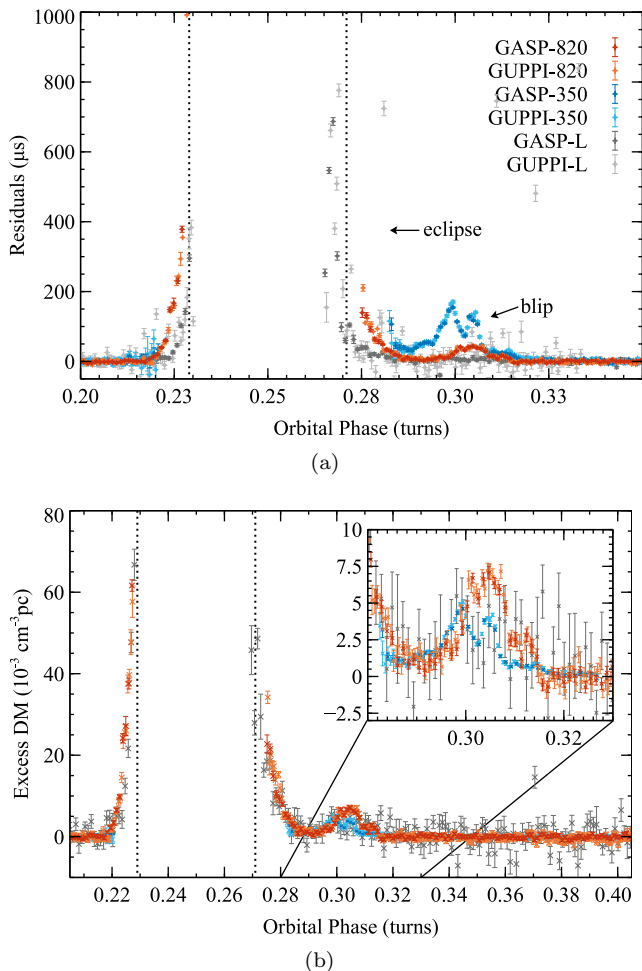 1000
800
600
400
200
0
Residuals (μs)
GASP-820
GUPPI-820
GASP-350
GUPPI-350
GASP-L
GUPPI-L
eclipse
blip
0.20 0.23 0.25 0.27 0.30 0.33
Orbital Phase (turns)
(a)
80
60
40
20
0
Excess DM (10⁻³ cm⁻³pc)
10
7.5
5
2.5
0
−2.5
0.30 0.32
0.22 0.24 0.26 0.28 0.30 0.32 0.34 0.36 0.38 0.40
Orbital Phase (turns)
(b)